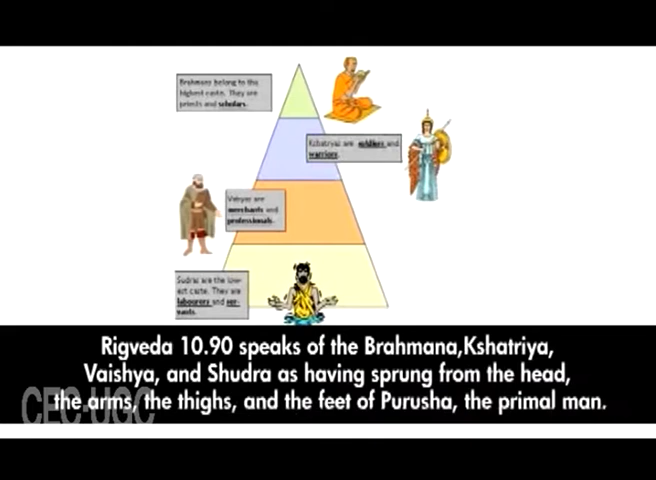 Brahmans belong to the
highest caste. They are
priests and scholars.
Kshatriyas are soldiers and
warriors.
Vaisyas are
merchants and
professionals.
Sudras are the low-
est caste. They are
labourers and ser-
vants.
Rigveda 10.90 speaks of the Brahmana,Kshatriya,
Vaishya, and Shudra as having sprung from the head,
the arms, the thighs, and the feet of Purusha, the primal man.
CEC-UGC